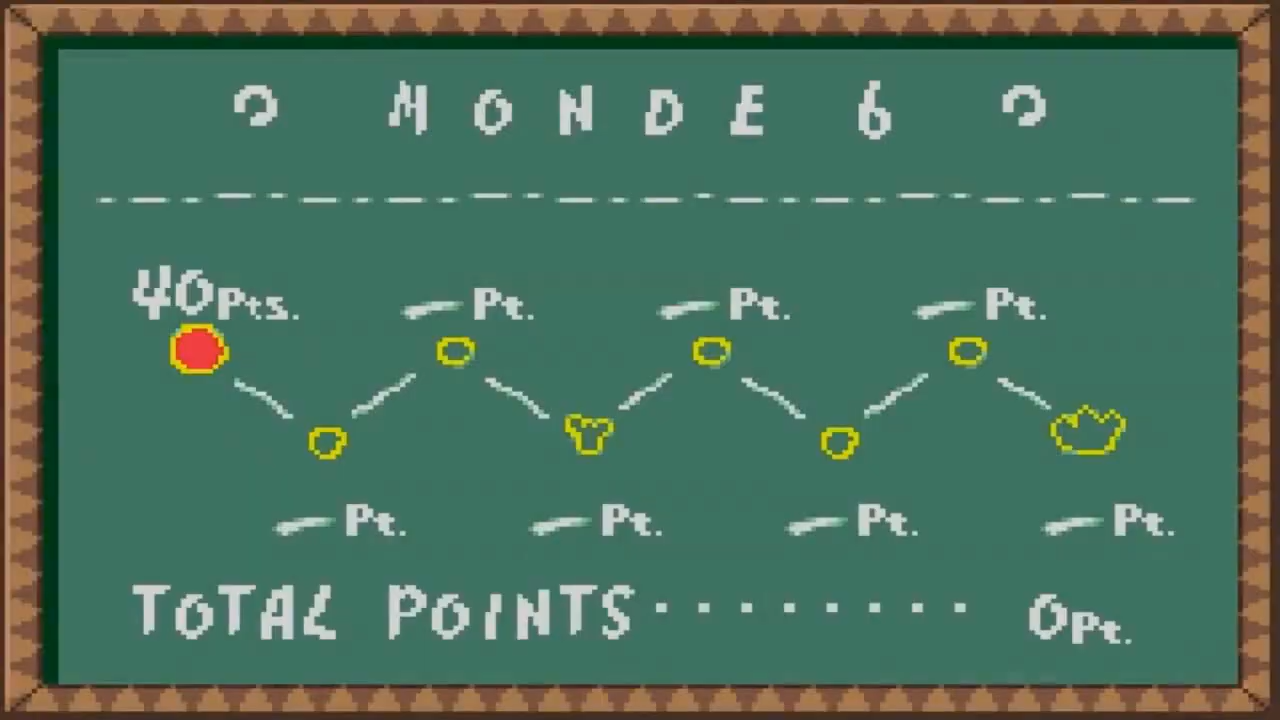 MONDE 6
40Pts. Pt. Pt. Pt.
Pt. Pt. Pt. Pt.
TOTAL POINTS········· 0Pt.